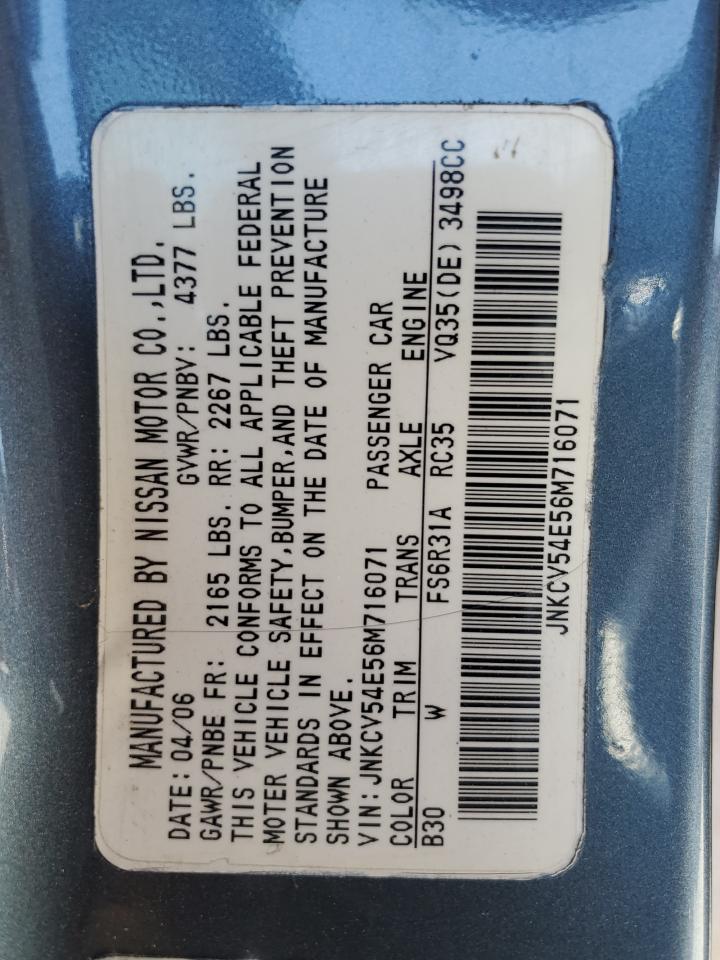 MANUFACTURED BY NISSAN MOTOR CO.,LTD.
DATE: 04/06 GVWR/PNBV: 4377 LBS.
GAWR/PNBE FR: 2165 LBS. RR: 2267 LBS.
THIS VEHICLE CONFORMS TO ALL APPLICABLE FEDERAL
MOTER VEHICLE SAFETY,BUMPER,AND THEFT PREVENTION
STANDARDS IN EFFECT ON THE DATE OF MANUFACTURE
SHOWN ABOVE.
VIN: JNKCV54E56M716071 PASSENGER CAR
COLOR TRIM TRANS AXLE ENGINE
B30 W FS6R31A RC35 VQ35(DE) 3498CC
JNKCV54E56M716071